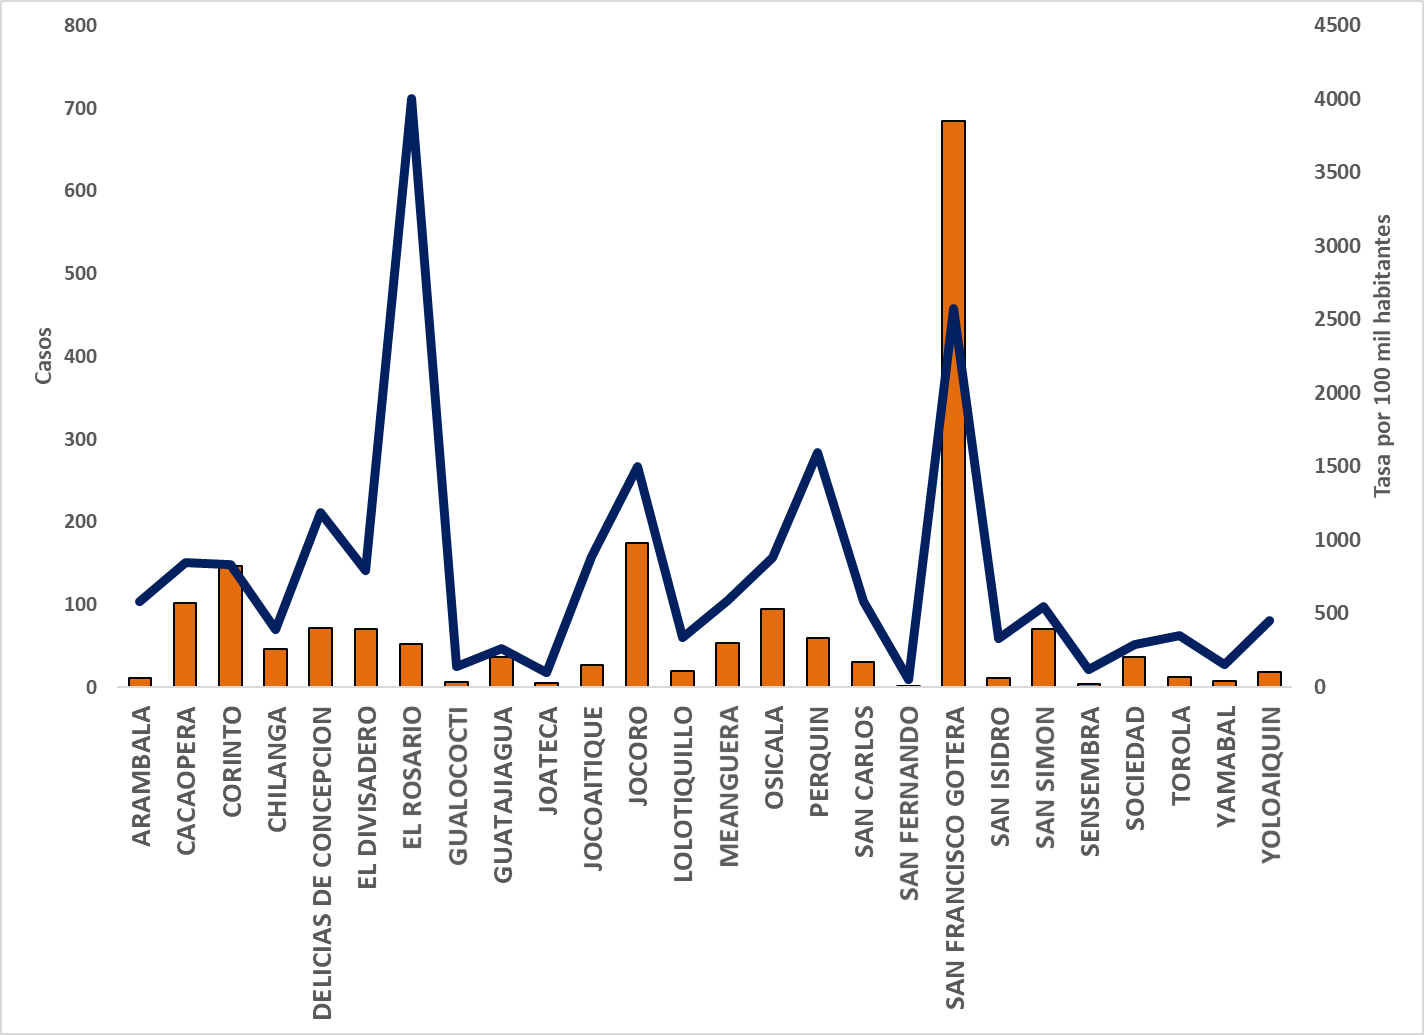 800
700
600
500
400
300
200
100
0
Casos
4500
4000
3500
3000
2500
2000
1500
1000
500
0
Tasa por 100 mil habitantes
ARAMBALA
CACAOPERA
CORINTO
CHILANGA
DELICIAS DE CONCEPCION
EL DIVISADERO
EL ROSARIO
GUALOCOCTI
GUATAJIAGUA
JOATECA
JOCOAITIQUE
JOCORO
LOLOTIQUILLO
MEANGUERA
OSICALA
PERQUIN
SAN CARLOS
SAN FERNANDO
SAN FRANCISCO GOTERA
SAN ISIDRO
SAN SIMON
SENSEMBRA
SOCIEDAD
TOROLA
YAMABAL
YOLOAIQUIN